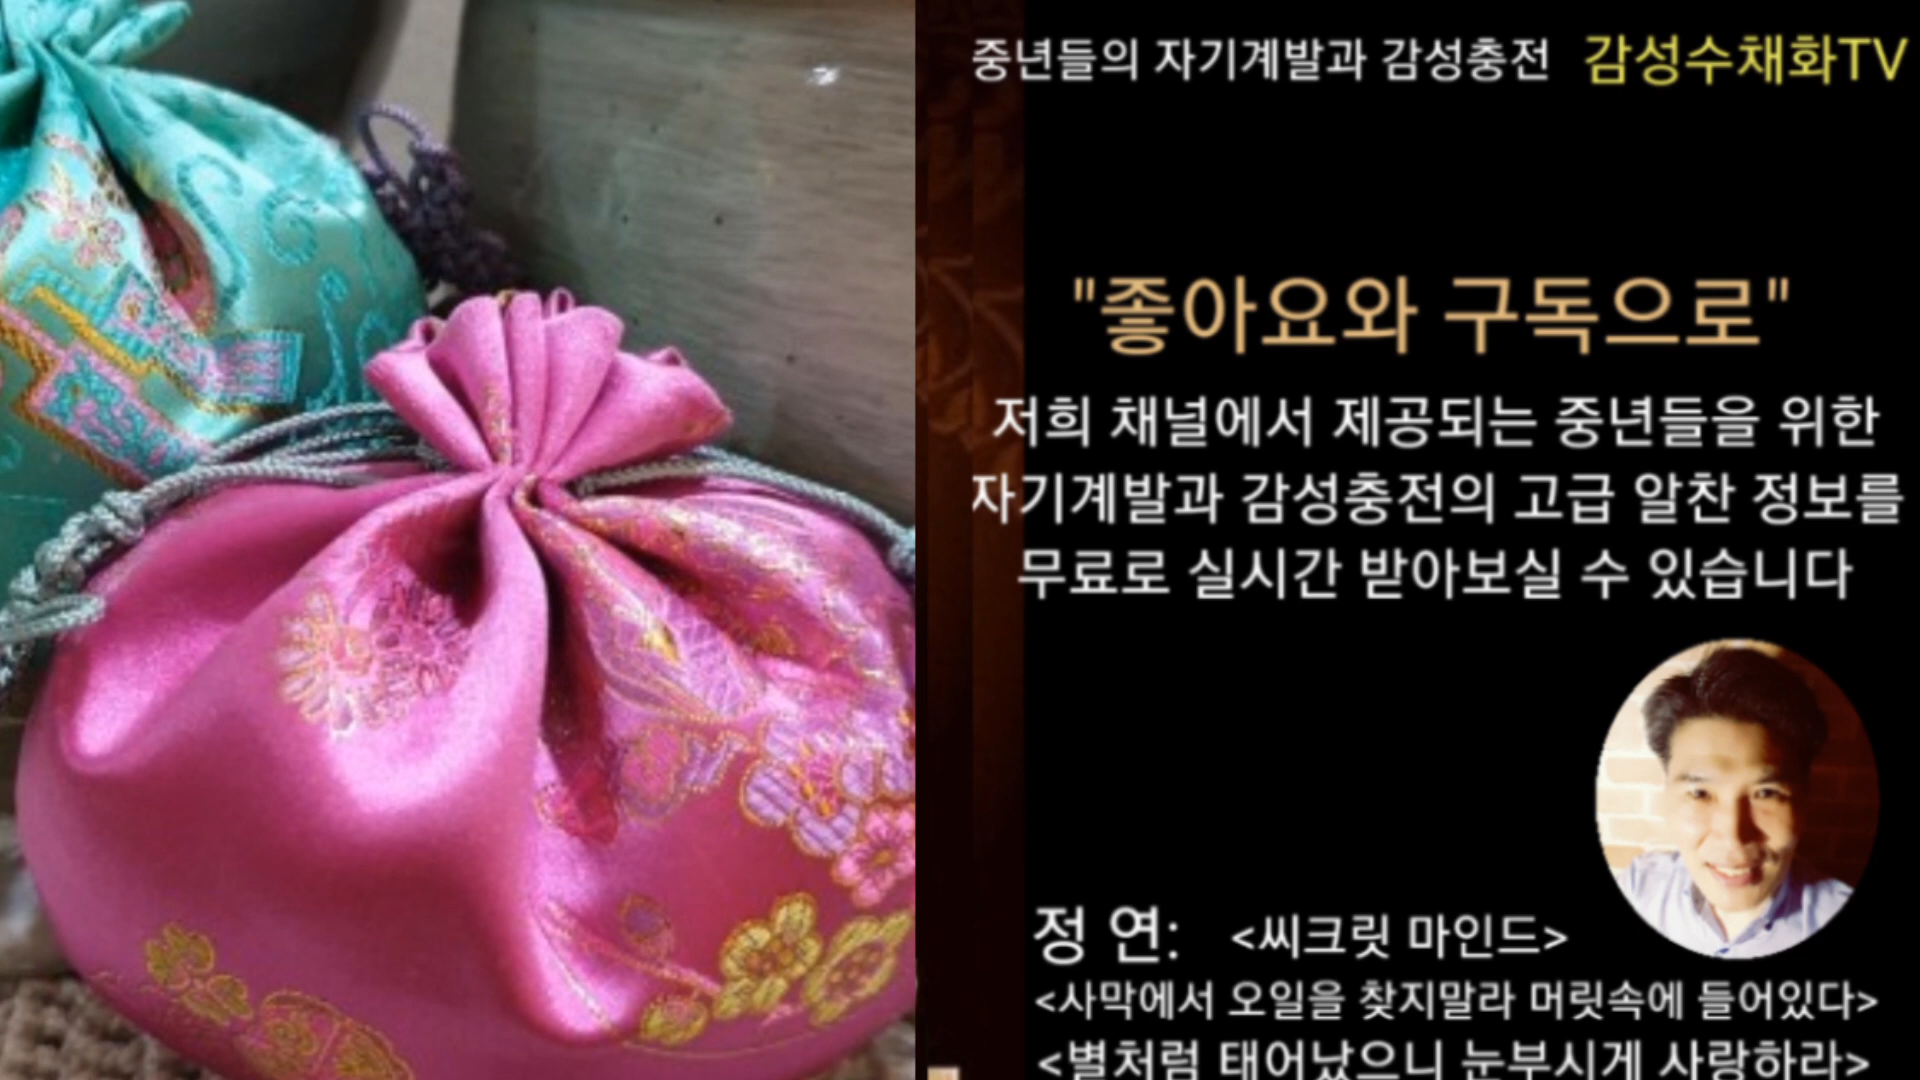 중년들의 자기계발과 감성충전 감성수채화TV
"좋아요와 구독으로"
저희 채널에서 제공되는 중년들을 위한
자기계발과 감성충전의 고급 알찬 정보를
무료로 실시간 받아보실 수 있습니다
정 연: <씨크릿 마인드>
<사막에서 오일을 찾지말라 머릿속에 들어있다>
<별처럼 태어났으니 눈부시게 사랑하라>